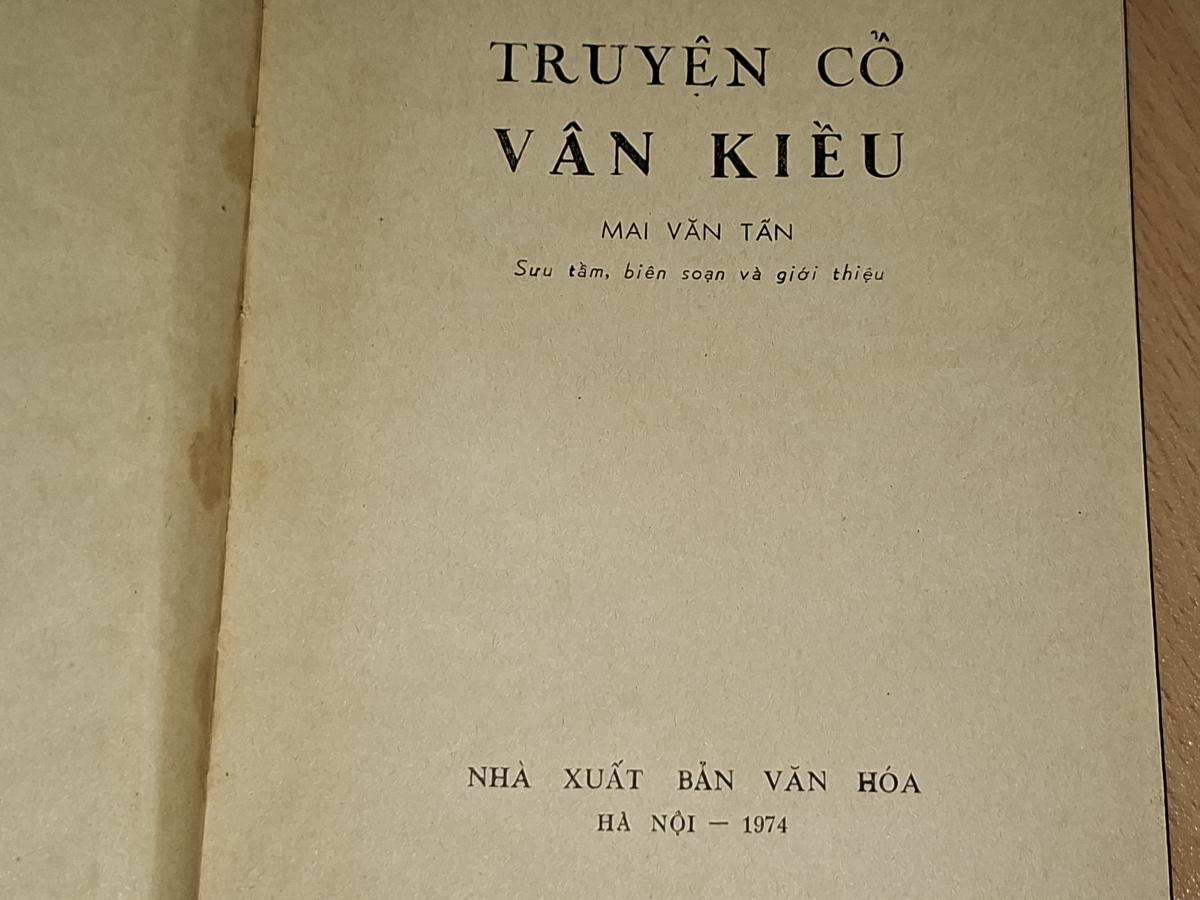 TRUYỆN CỔ
VÂN KIỀU
MAI VĂN TẤN
Sưu tầm, biên soạn và giới thiệu
NHÀ XUẤT BẢN VĂN HÓA
HÀ NỘI — 1974